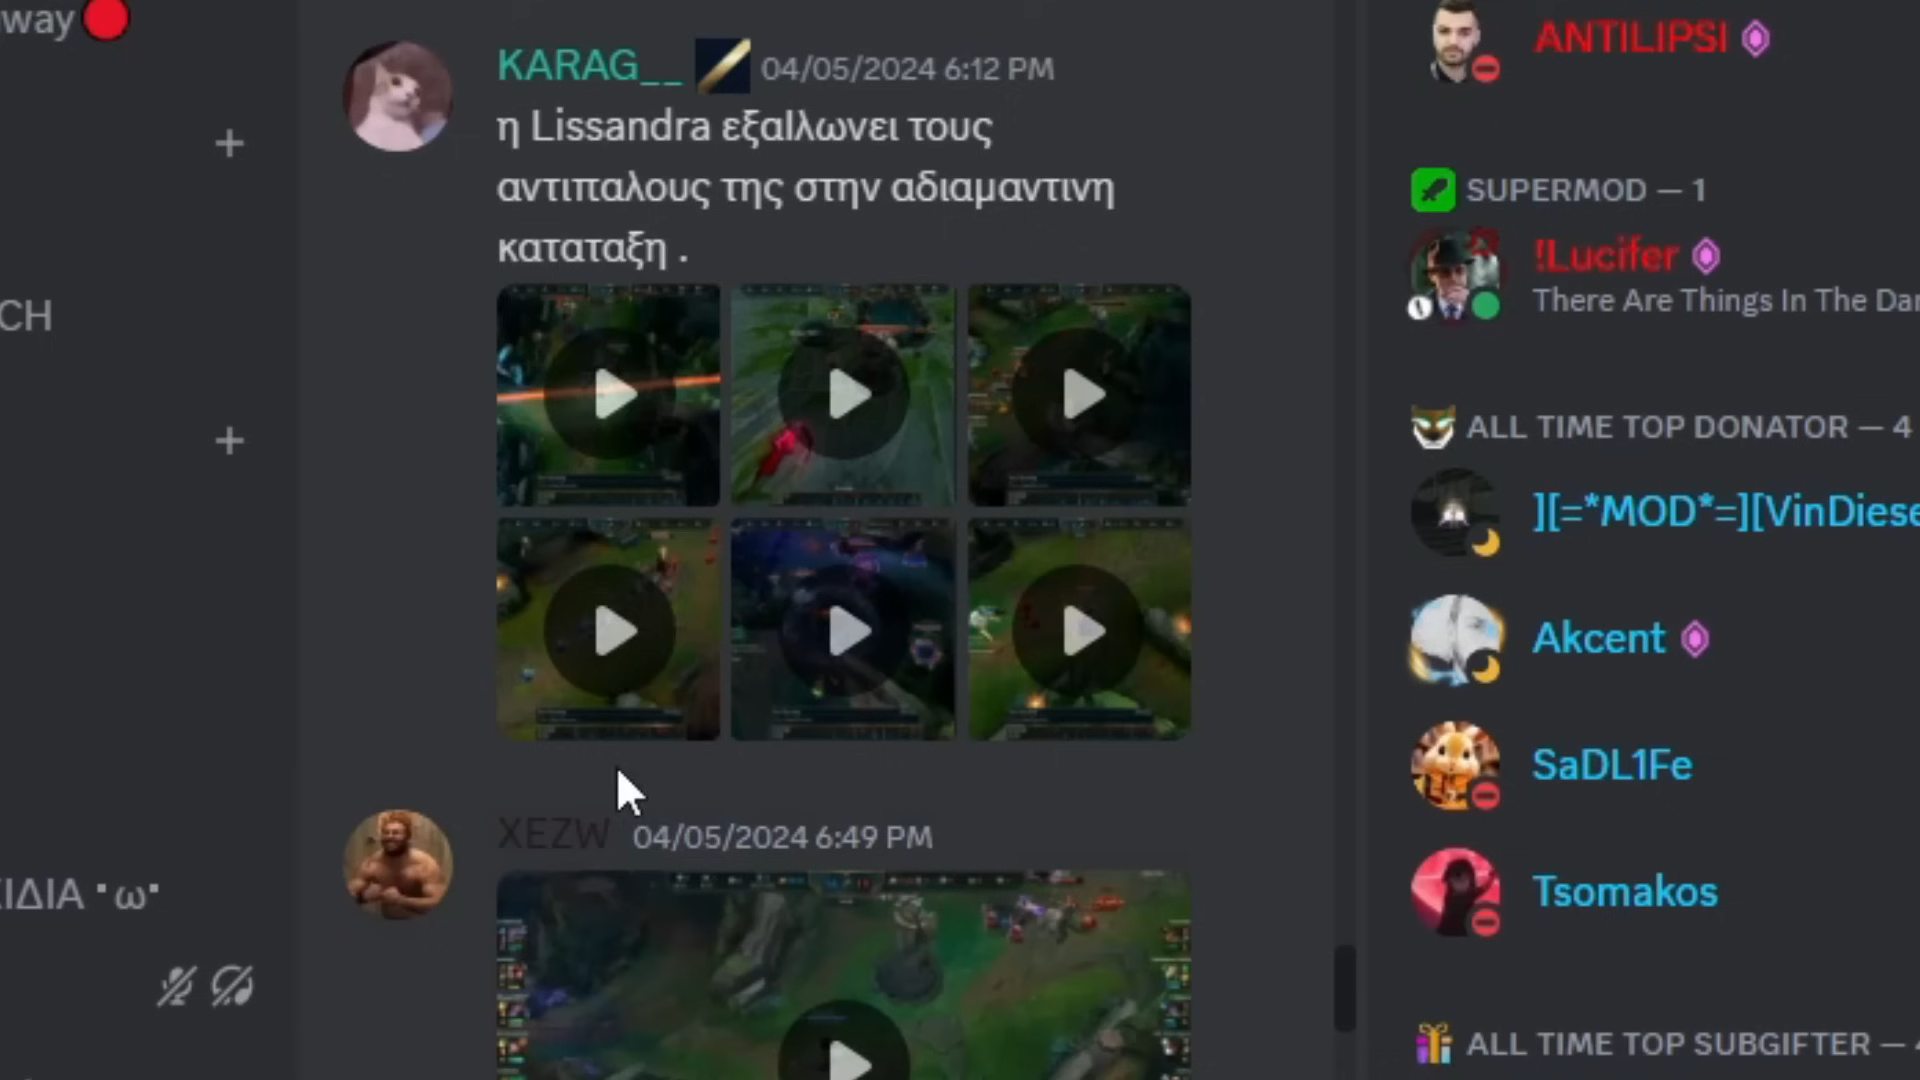 way
CH
ΙΔΙΑ ▪ω▪
KARAG__ 04/05/2024 6:12 PM
η Lissandra εξαlλωνει τους
αντιπαλους της στην αδιαμαντινη
καταταξη .
XEZW 04/05/2024 6:49 PM
ANTILIPSI
SUPERMOD — 1
!Lucifer
There Are Things In The Dar
ALL TIME TOP DONATOR — 4
][=*MOD*=][VinDiese
Akcent
SaDL1Fe
Tsomakos
ALL TIME TOP SUBGIFTER —